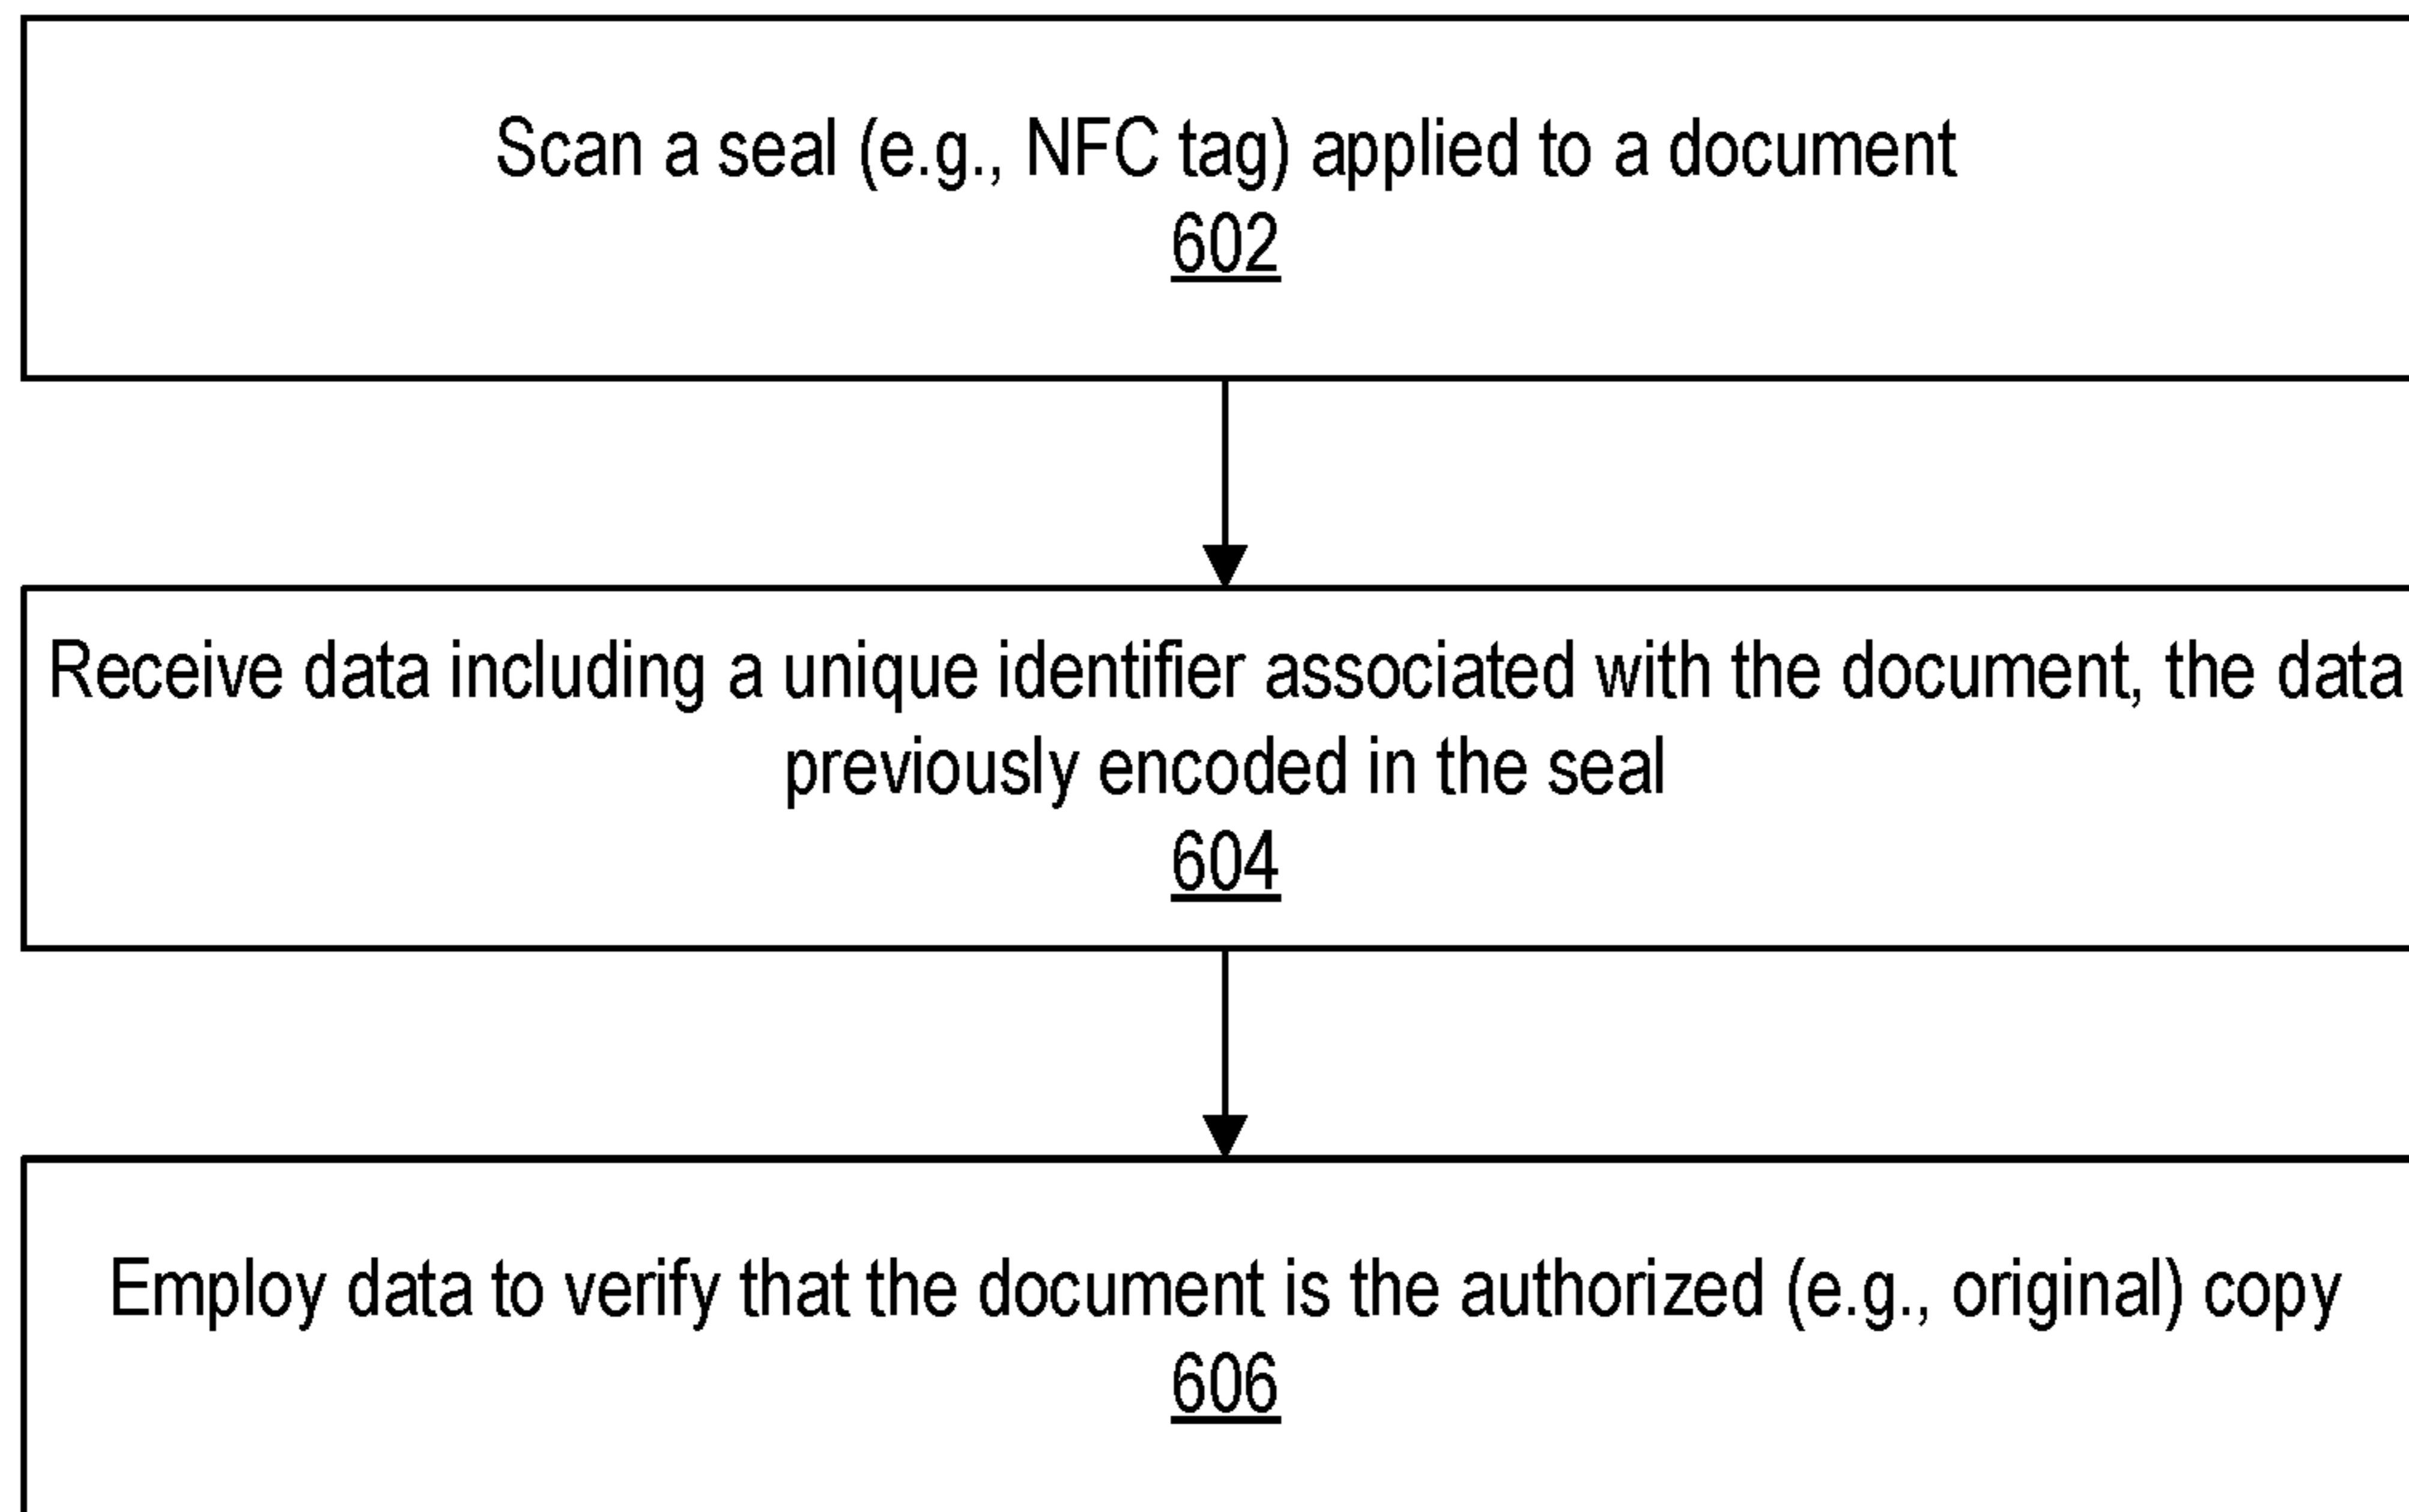 Scan a seal (e.g., NFC tag) applied to a document
602
Receive data including a unique identifier associated with the document, the data
previously encoded in the seal
604
Employ data to verify that the document is the authorized (e.g., original) copy
606